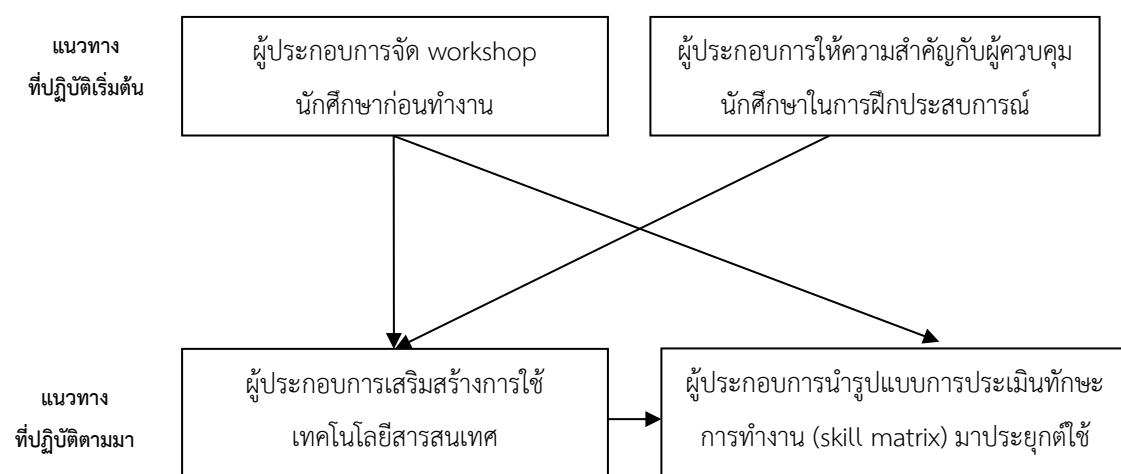 แนวทาง
ที่ปฏิบัติเริ่มต้น
ผู้ประกอบการจัด workshop
นักศึกษาก่อนทำงาน
ผู้ประกอบการให้ความสำคัญกับผู้ควบคุม
นักศึกษาในการฝึกประสบการณ์
แนวทาง
ที่ปฏิบัติตามมา
ผู้ประกอบการเสริมสร้างการใช้
เทคโนโลยีสารสนเทศ
ผู้ประกอบการนำรูปแบบการประเมินทักษะ
การทำงาน (skill matrix) มาประยุกต์ใช้